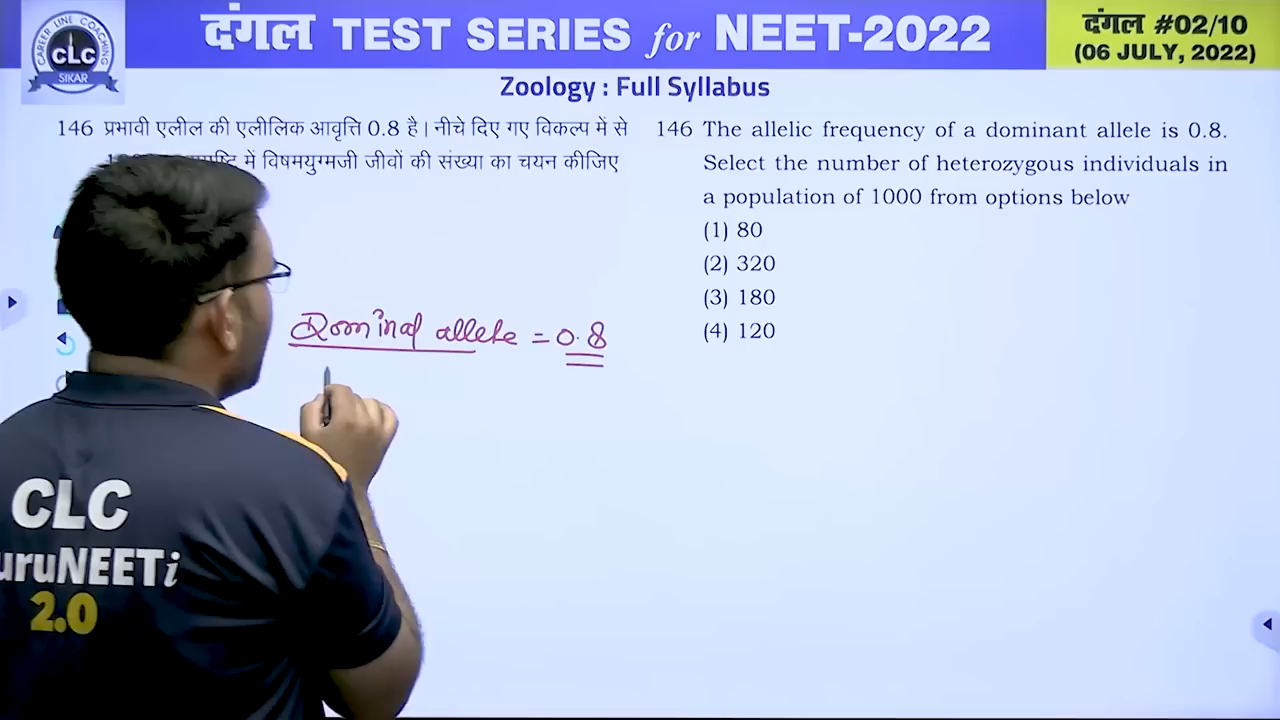 दंगल TEST SERIES for NEET-2022
दंगल #02/10
(06 JULY, 2022)
CAREER LINE COACHING
CLC
SIKAR
Zoology : Full Syllabus
146 प्रभावी एलील की एलीलिक आवृत्ति 0.8 है। नीचे दिए गए विकल्प में से
में विषमयुग्मजी जीवों की संख्या का चयन कीजिए
146 The allelic frequency of a dominant allele is 0.8.
Select the number of heterozygous individuals in
a population of 1000 from options below
(1) 80
(2) 320
(3) 180
(4) 120
allele = 0.8
CLC
uruNEETi
2.0